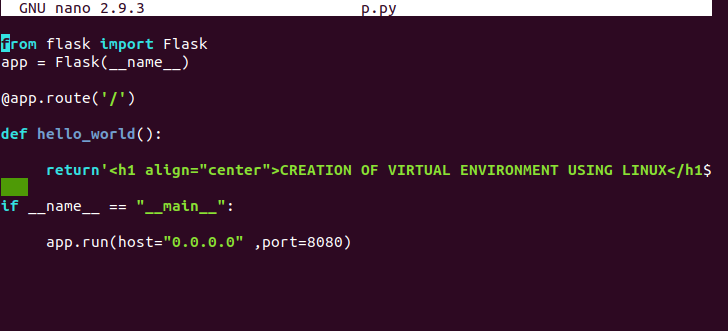 GNU nano 2.9.3 p.py
from flask import Flask
app = Flask(__name__)
@app.route('/')
def hello_world():
return'<h1 align="center">CREATION OF VIRTUAL ENVIRONMENT USING LINUX</h1$
if __name__ == "__main__":
app.run(host="0.0.0.0" ,port=8080)